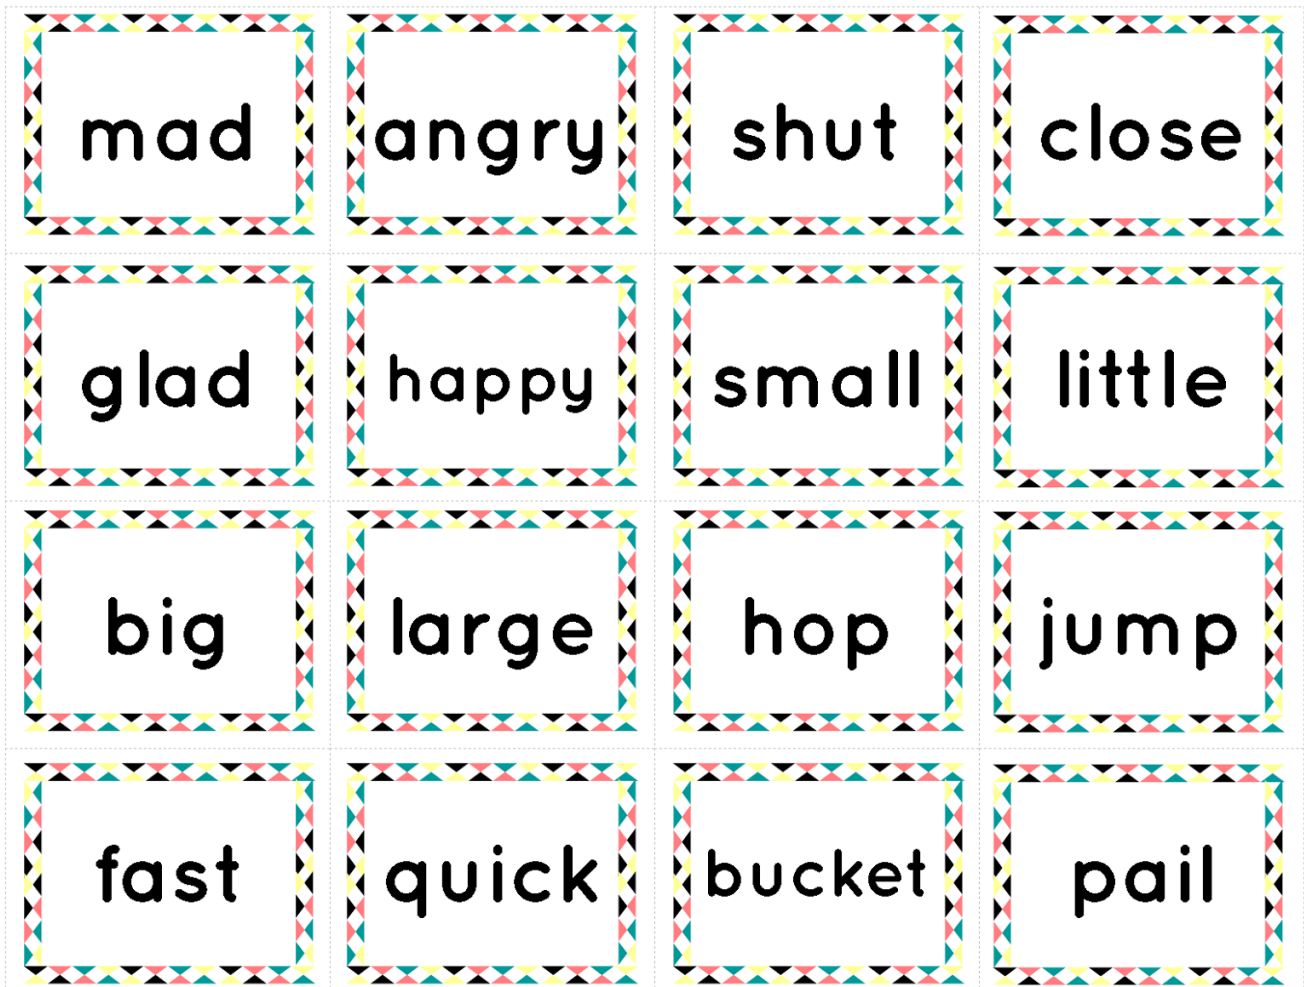 mad angry shut close
glad happy small little
big large hop jump
fast quick bucket pail